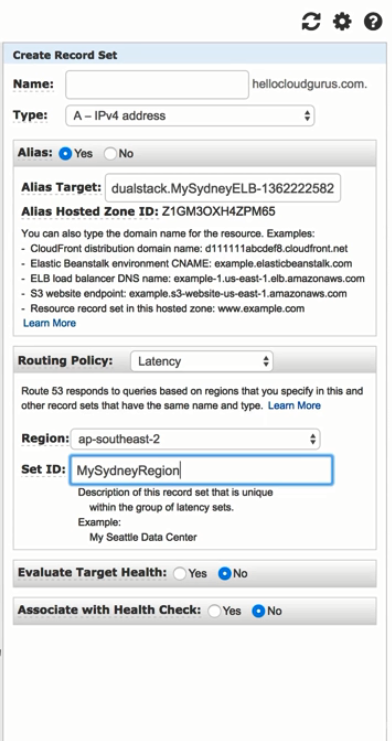 Create Record Set
Name: hellocloudgurus.com.
Type: A – IPv4 address
Alias: Yes No
Alias Target: dualstack.MySydneyELB-1362222582
Alias Hosted Zone ID: Z1GM3OXH4ZPM65
You can also type the domain name for the resource. Examples:
- CloudFront distribution domain name: d111111abcdef8.cloudfront.net
- Elastic Beanstalk environment CNAME: example.elasticbeanstalk.com
- ELB load balancer DNS name: example-1.us-east-1.elb.amazonaws.com
- S3 website endpoint: example.s3-website-us-east-1.amazonaws.com
- Resource record set in this hosted zone: www.example.com
Learn More
Routing Policy: Latency
Route 53 responds to queries based on regions that you specify in this and
other record sets that have the same name and type. Learn More
Region: ap-southeast-2
Set ID: MySydneyRegion
Description of this record set that is unique
within the group of latency sets.
Example:
My Seattle Data Center
Evaluate Target Health: Yes No
Associate with Health Check: Yes No